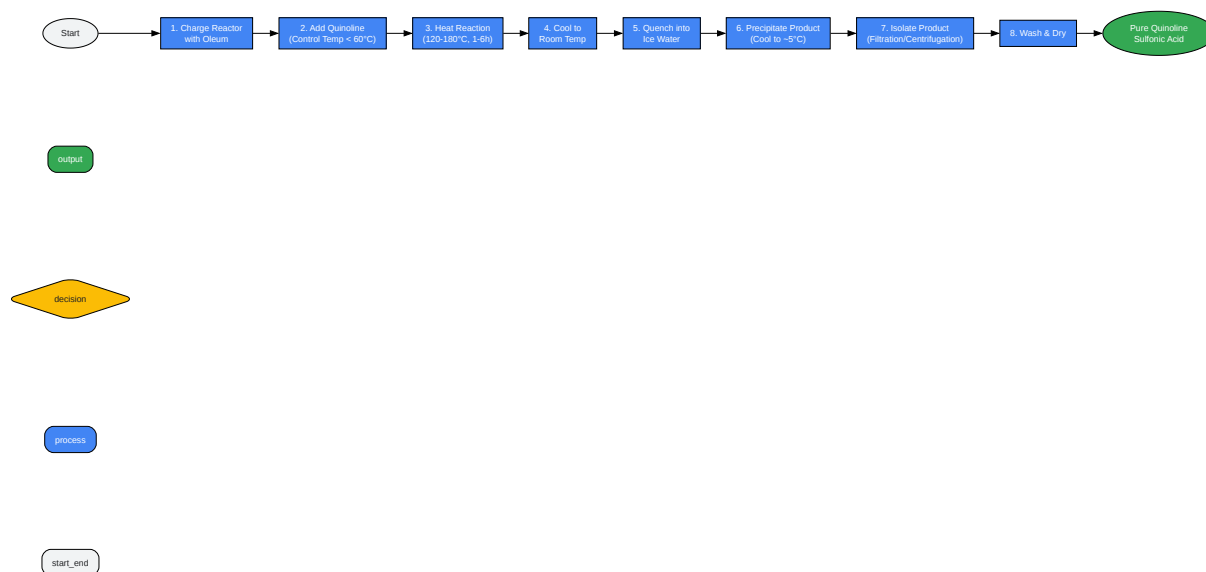 Start
1. Charge Reactor
with Oleum
2. Add Quinoline
(Control Temp < 60°C)
3. Heat Reaction
(120-180°C, 1-6h)
4. Cool to
Room Temp
5. Quench into
Ice Water
6. Precipitate Product
(Cool to ~5°C)
7. Isolate Product
(Filtration/Centrifugation)
8. Wash & Dry
Pure Quinoline
Sulfonic Acid
output
decision
process
start_end